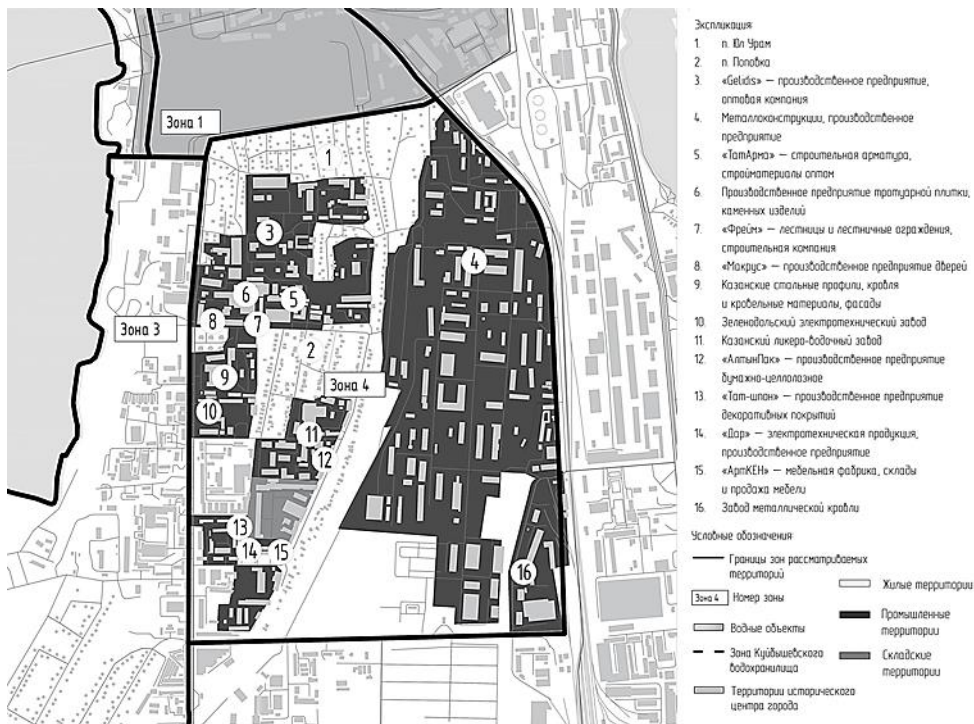 Зона 1
Зона 3
Зона 4
1
2
3
4
5
6
7
8
9
10
11
12
13
14
15
16
Экспликация:
1. п. Юл Урам
2. п. Поповка
3. «Gelidis» — производственное предприятие,
оптовая компания
4. Металлоконструкции, производственное
предприятие
5. «ТатАрма» — строительная арматура,
стройматериалы оптом
6. Производственное предприятие тротуарной плитки,
каменных изделий
7. «Фрейм» — лестницы и лестничные ограждения,
строительная компания
8. «Макрус» — производственное предприятие дверей
9. Казанские стальные профили, кровля
и кровельные материалы, фасады
10. Зеленодольский электротехнический завод
11. Казанский ликеро-водочный завод
12. «АлтынПак» — производственное предприятие
бумажно-целлолозное
13. «Тат-шпон» — производственное предприятие
декоративных покрытий
14. «Дар» — электротехническая продукция,
производственное предприятие
15. «АртКЕН» — мебельная фабрика, склады
и продажа мебели
16. Завод металлической кровли
Условные обозначения:
Границы зон рассматриваемых
территорий
Зона 4 Номер зоны
Водные объекты
Зона Куйбышевского
водохранилища
Территории исторического
центра города
Жилые территории
Промышленные
территории
Складские
территории